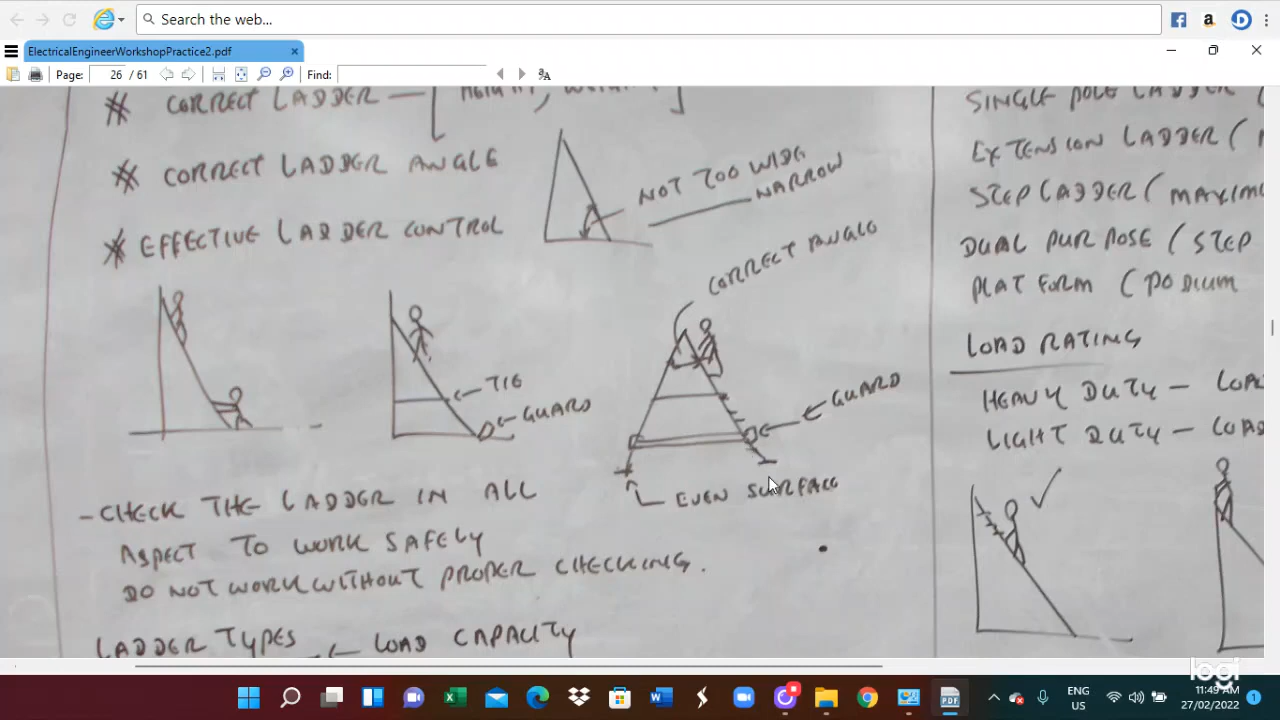 Search the web...
ElectricalEngineerWorkshopPractice2.pdf
Page: 26 / 61 Find:
* CORRECT LADDER — [
* CORRECT LADDER ANGLE
NOT TOO WIDE
NARROW
* EFFECTIVE LADDER CONTROL
CORRECT ANGLE
TIE
GUARD
GUARD
EVEN SURFACE
- CHECK THE LADDER IN ALL
ASPECT TO WORK SAFELY
DO NOT WORK WITHOUT PROPER CHECKING.
LADDER TYPES ← LOAD CAPACITY
SINGLE POLE LADDER (
EXTENSION LADDER (
STEP LADDER (
DUAL PURPOSE (STEP
PLATFORM (PODIUM
LOAD RATING
HEAVY DUTY —
LIGHT DUTY —
logi
ENG
US
11:49 AM
27/02/2022